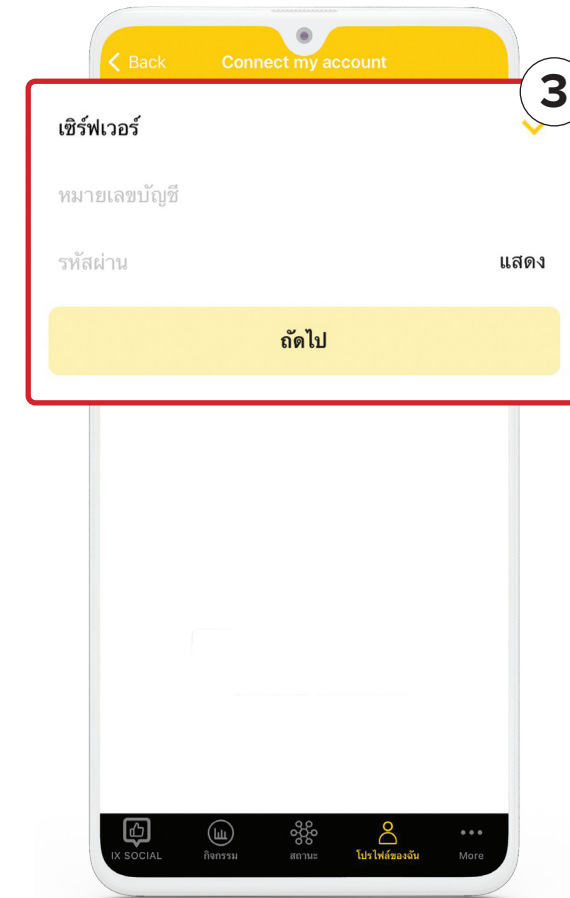 Back Connect my account
3
เซิร์ฟเวอร์
หมายเลขบัญชี
รหัสผ่าน แสดง
ถัดไป
IX SOCIAL กิจกรรม สถานะ โปรไฟล์ของฉัน More